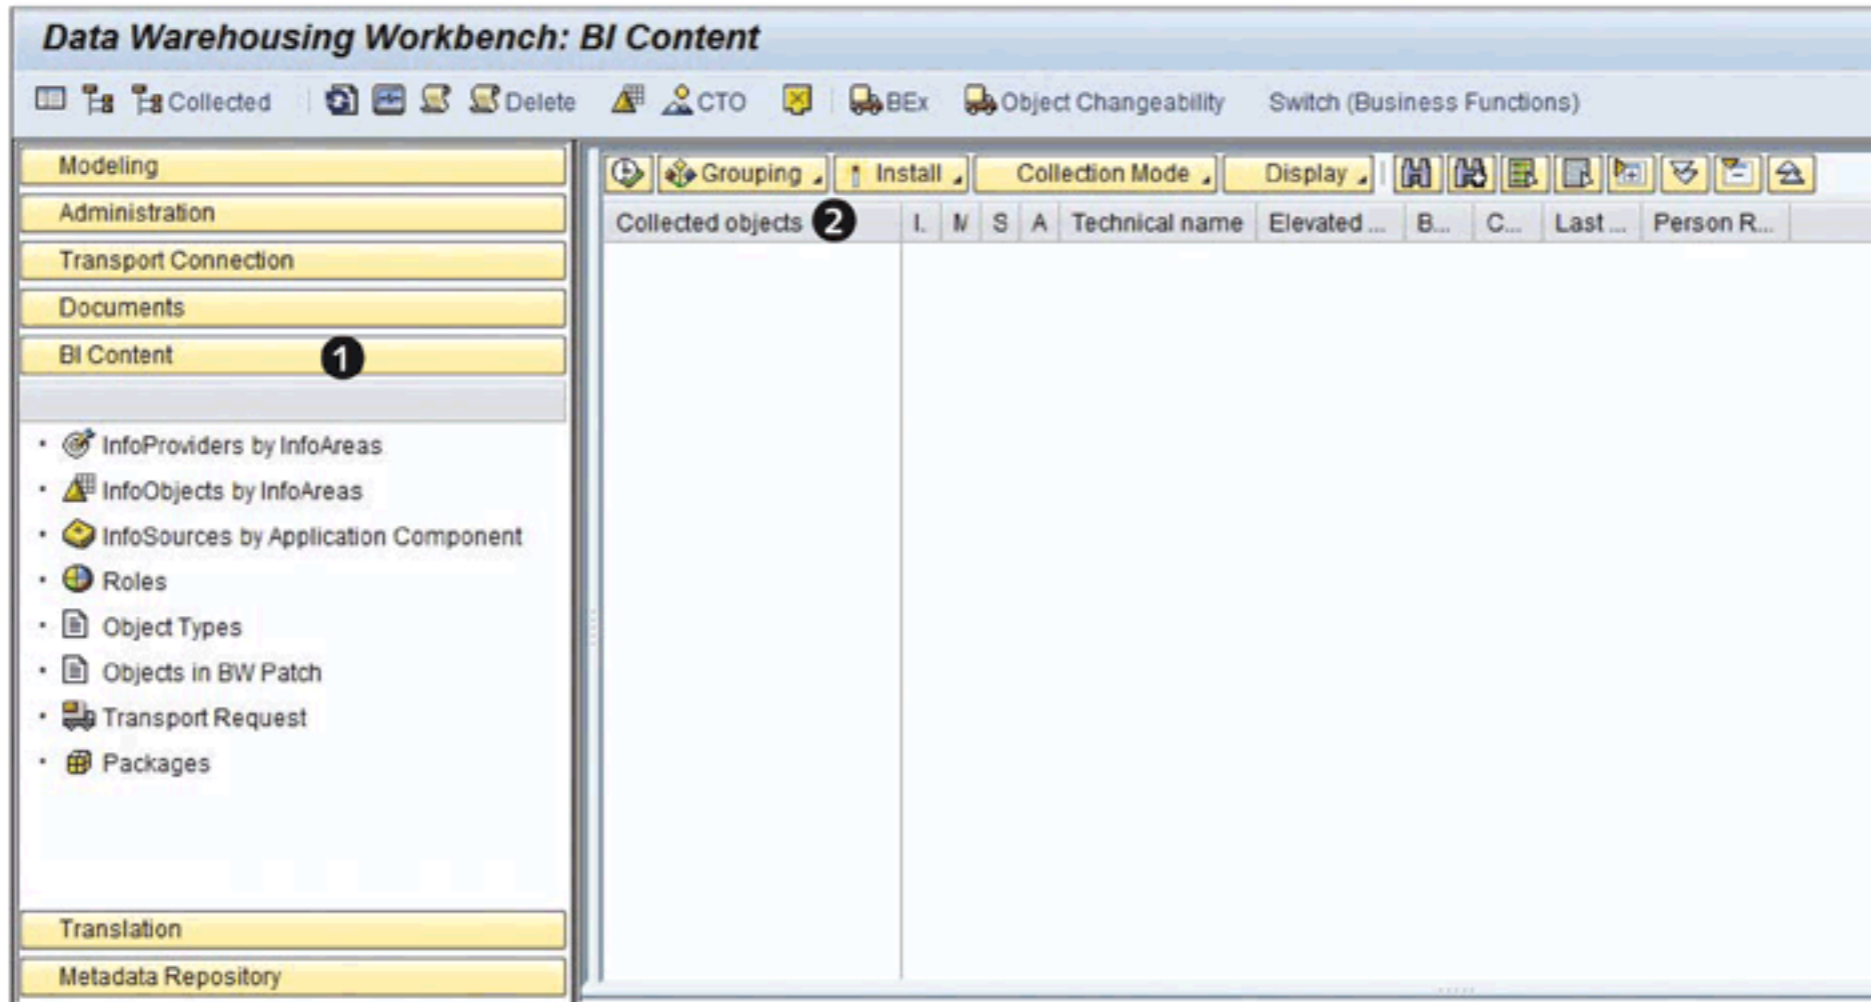 Data Warehousing Workbench: BI Content
Collected Delete CTO BEx Object Changeability Switch (Business Functions)
Modeling
Administration
Transport Connection
Documents
BI Content 1
InfoProviders by InfoAreas
InfoObjects by InfoAreas
InfoSources by Application Component
Roles
Object Types
Objects in BW Patch
Transport Request
Packages
Translation
Metadata Repository
Grouping Install Collection Mode Display
Collected objects 2 I. M S A Technical name Elevated ... B... C... Last ... Person R...